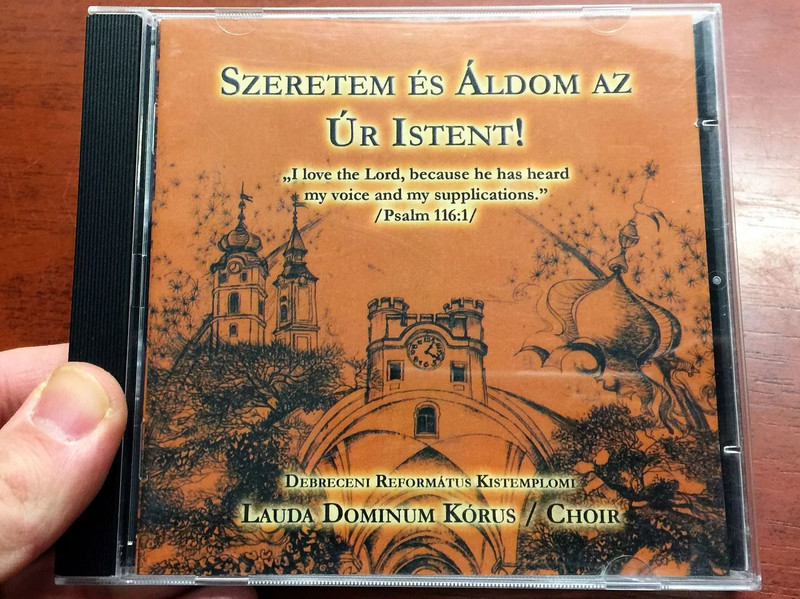 Szeretem és Áldom az
Úr Istent!
„I love the Lord, because he has heard
my voice and my supplications.”
/Psalm 116:1/
Debreceni Református Kistemplomi
Lauda Dominum Kórus / Choir